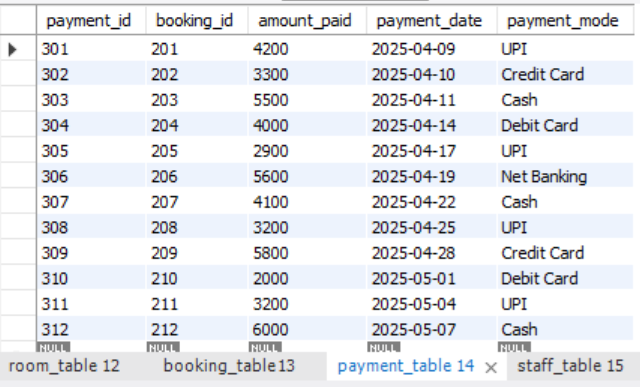 payment_id booking_id amount_paid payment_date payment_mode
301 201 4200 2025-04-09 UPI
302 202 3300 2025-04-10 Credit Card
303 203 5500 2025-04-11 Cash
304 204 4000 2025-04-14 Debit Card
305 205 2900 2025-04-17 UPI
306 206 5600 2025-04-19 Net Banking
307 207 4100 2025-04-22 Cash
308 208 3200 2025-04-25 UPI
309 209 5800 2025-04-28 Credit Card
310 210 2000 2025-05-01 Debit Card
311 211 3200 2025-05-04 UPI
312 212 6000 2025-05-07 Cash
NULL NULL NULL NULL NULL
room_table 12 booking_table13 payment_table 14 staff_table 15